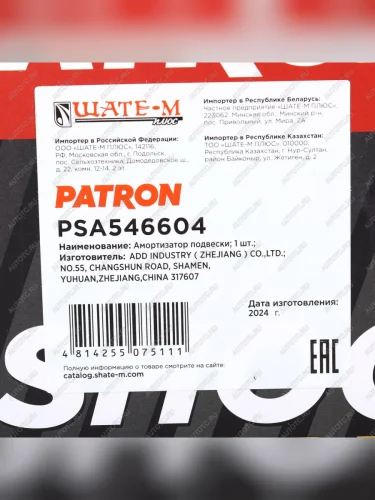 ШАТЕ-М
ПЛЮС
Импортер в Российской Федерации:
ООО «ШАТЕ-М ПЛЮС», 142116,
РФ, Московская обл., г. Подольск,
пос. Сельхозтехника, Домодедовское ш.,
д. 22, комн. 12-14, 2 эт
Импортер в Республике Беларусь:
Частное предприятие «ШАТЕ-М ПЛЮС»,
223062, Минская обл., Минский р-н,
пос. Привольный, ул. Мира, 2А
Импортер в Республике Казахстан:
ТОО «ШАТЕ-М ПЛЮС», 010000,
Республика Казахстан, г. Нур-Султан,
район Байконыр, ул. Жетиген, д. 2
PATRON
PSA546604
Наименование: Амортизатор подвески; 1 шт.;
Изготовитель: ADD INDUSTRY ( ZHEJIANG ) CO.,LTD.;
NO.55, CHANGSHUN ROAD, SHAMEN,
YUHUAN,ZHEJIANG,CHINA 317607
Дата изготовления:
2024 г.
4 814255 075111
EAC
Полную информацию о товаре смотрите на сайте:
catalog.shate-m.com